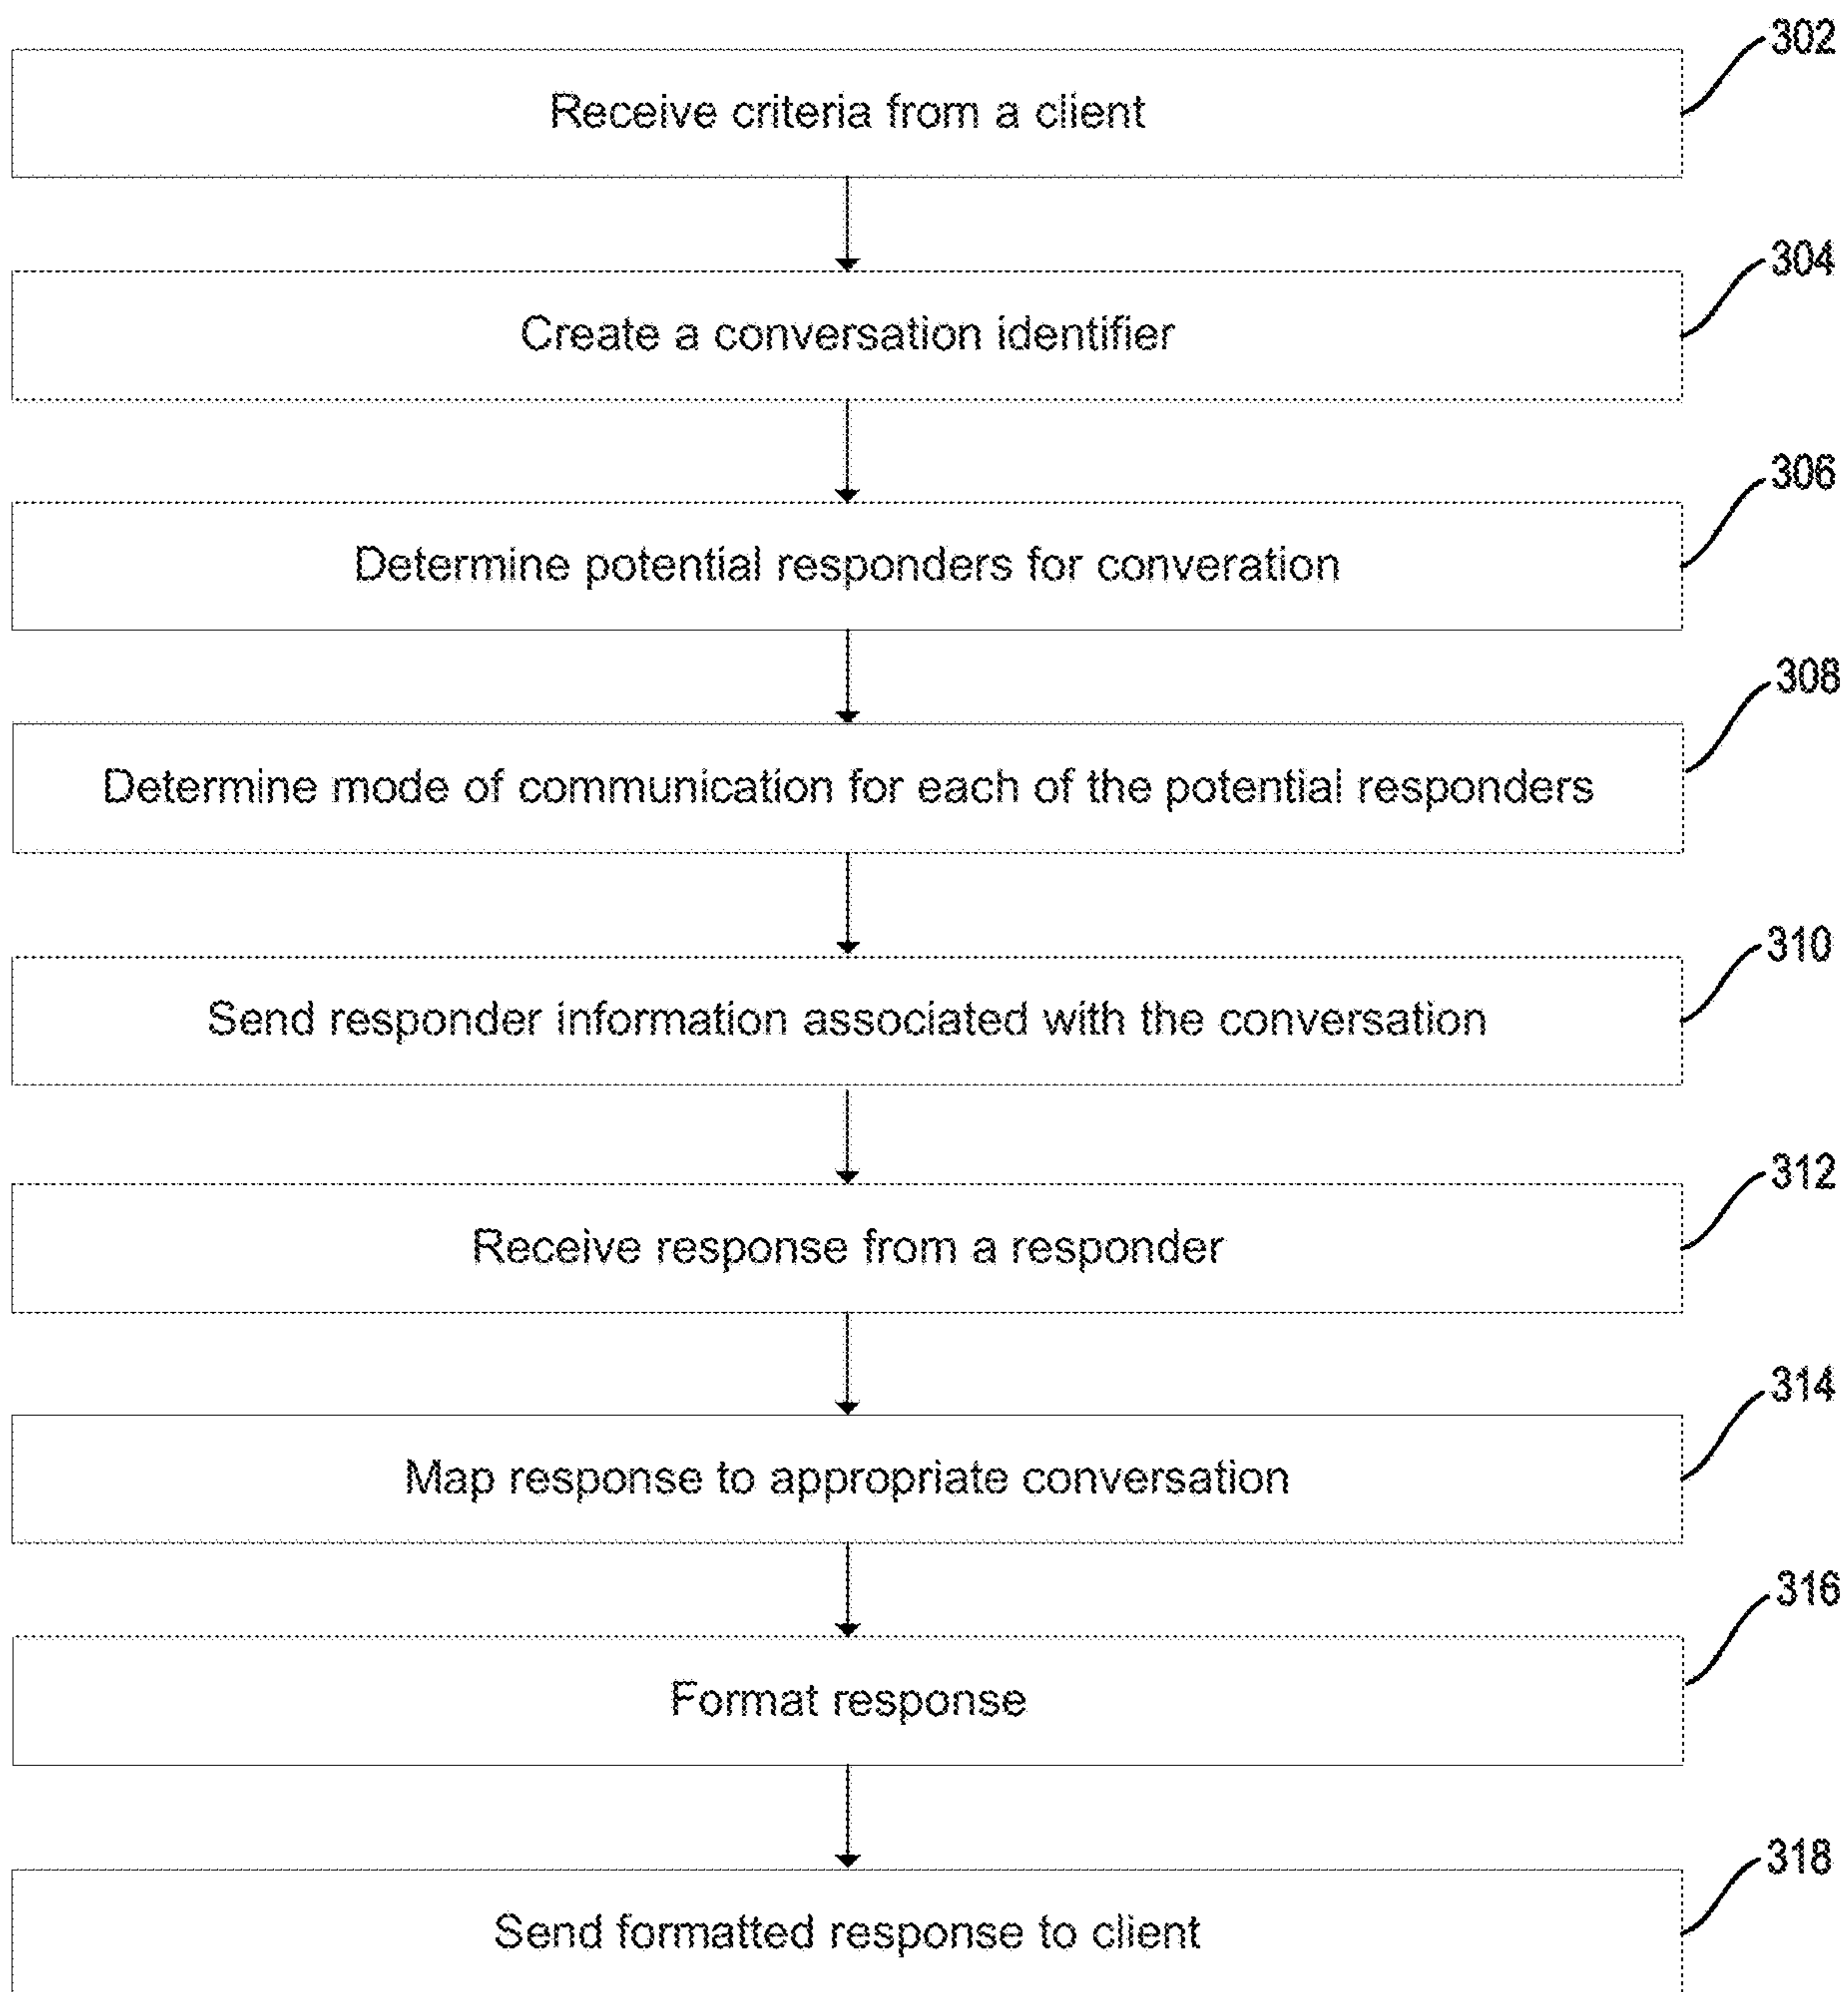 302
Receive criteria from a client
304
Create a conversation identifier
306
Determine potential responders for converation
308
Determine mode of communication for each of the potential responders
310
Send responder information associated with the conversation
312
Receive response from a responder
314
Map response to appropriate conversation
316
Format response
318
Send formatted response to client